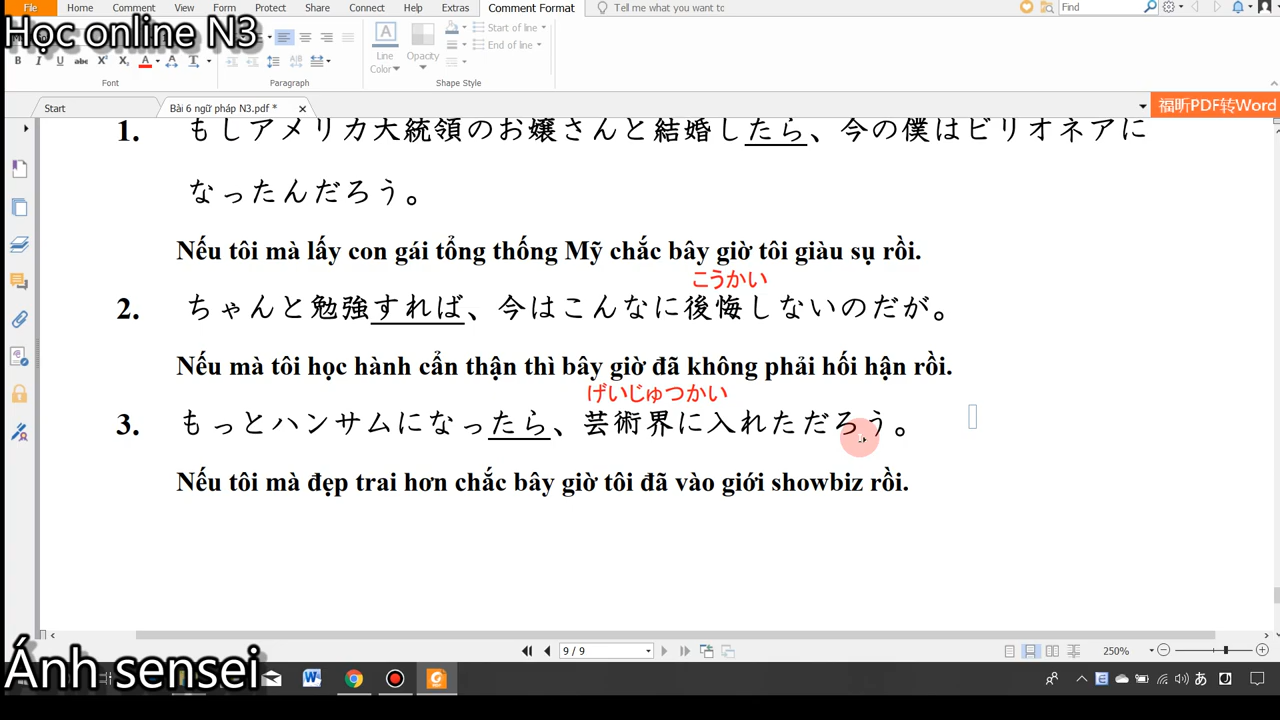 File Home Comment View Form Protect Share Connect Help Extras Comment Format Tell me what you want to Find
Học online N3
Line Color Opacity Start of line
End of line
Font Paragraph Shape Style
Start Bài 6 ngữ pháp N3.pdf * 福昕PDF转Word
1. もしアメリカ大統領のお嬢さんと結婚したら、今の僕はビリオネアに
なったんだろう。
Nếu tôi mà lấy con gái tổng thống Mỹ chắc bây giờ tôi giàu sụ rồi.
こうかい
2. ちゃんと勉強すれば、今はこんなに後悔しないのだが。
Nếu mà tôi học hành cẩn thận thì bây giờ đã không phải hối hận rồi.
げいじゅつかい
3. もっとハンサムになったら、芸術界に入れただろう。
Nếu tôi mà đẹp trai hơn chắc bây giờ tôi đã vào giới showbiz rồi.
9 / 9 250%
Ánh sensei